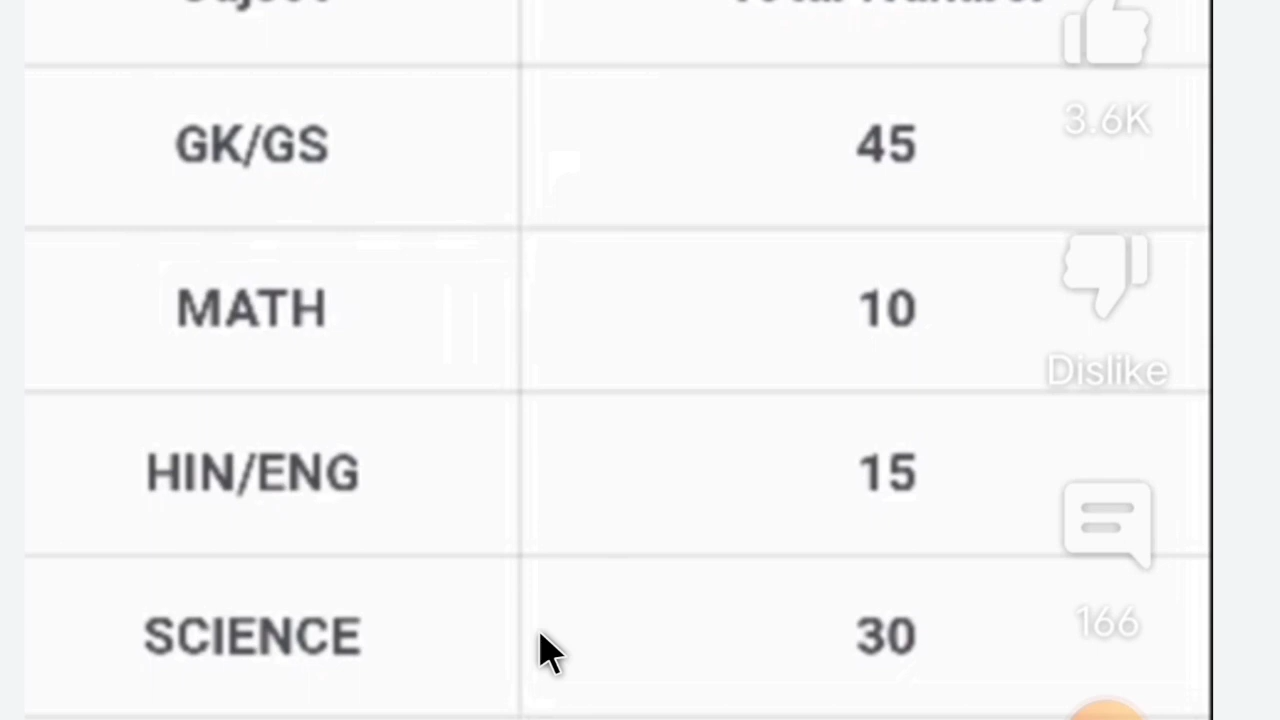 GK/GS 45
3.6K
MATH 10
Dislike
HIN/ENG 15
166
SCIENCE 30